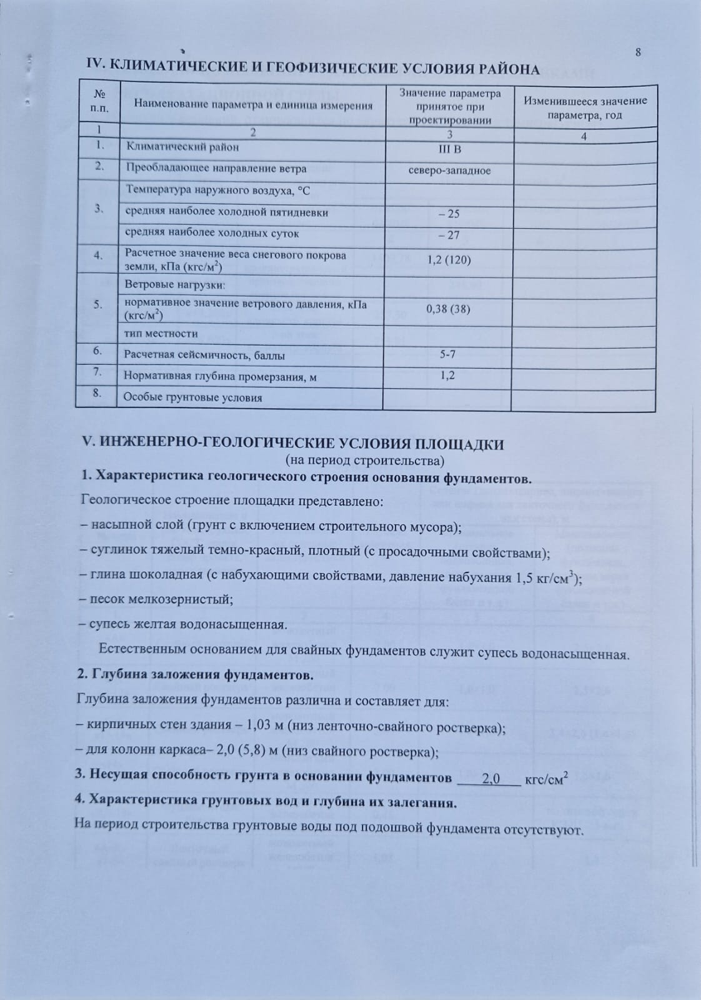 8
IV. КЛИМАТИЧЕСКИЕ И ГЕОФИЗИЧЕСКИЕ УСЛОВИЯ РАЙОНА
№ п.п. Наименование параметра и единица измерения Значение параметра принятое при проектировании Изменившееся значение параметра, год
1 2 3 4
1. Климатический район III В
2. Преобладающее направление ветра северо-западное
3. Температура наружного воздуха, °С
средняя наиболее холодной пятидневки – 25
средняя наиболее холодных суток – 27
4. Расчетное значение веса снегового покрова земли, кПа (кгс/м²) 1,2 (120)
5. Ветровые нагрузки:
нормативное значение ветрового давления, кПа (кгс/м²) 0,38 (38)
тип местности
6. Расчетная сейсмичность, баллы 5-7
7. Нормативная глубина промерзания, м 1,2
8. Особые грунтовые условия
V. ИНЖЕНЕРНО-ГЕОЛОГИЧЕСКИЕ УСЛОВИЯ ПЛОЩАДКИ
(на период строительства)
1. Характеристика геологического строения основания фундаментов.
Геологическое строение площадки представлено:
– насыпной слой (грунт с включением строительного мусора);
– суглинок тяжелый темно-красный, плотный (с просадочными свойствами);
– глина шоколадная (с набухающими свойствами, давление набухания 1,5 кг/см³);
– песок мелкозернистый;
– супесь желтая водонасыщенная.
Естественным основанием для свайных фундаментов служит супесь водонасыщенная.
2. Глубина заложения фундаментов.
Глубина заложения фундаментов различна и составляет для:
– кирпичных стен здания – 1,03 м (низ ленточно-свайного ростверка);
– для колонн каркаса– 2,0 (5,8) м (низ свайного ростверка);
3. Несущая способность грунта в основании фундаментов 2,0 кгс/см²
4. Характеристика грунтовых вод и глубина их залегания.
На период строительства грунтовые воды под подошвой фундамента отсутствуют.